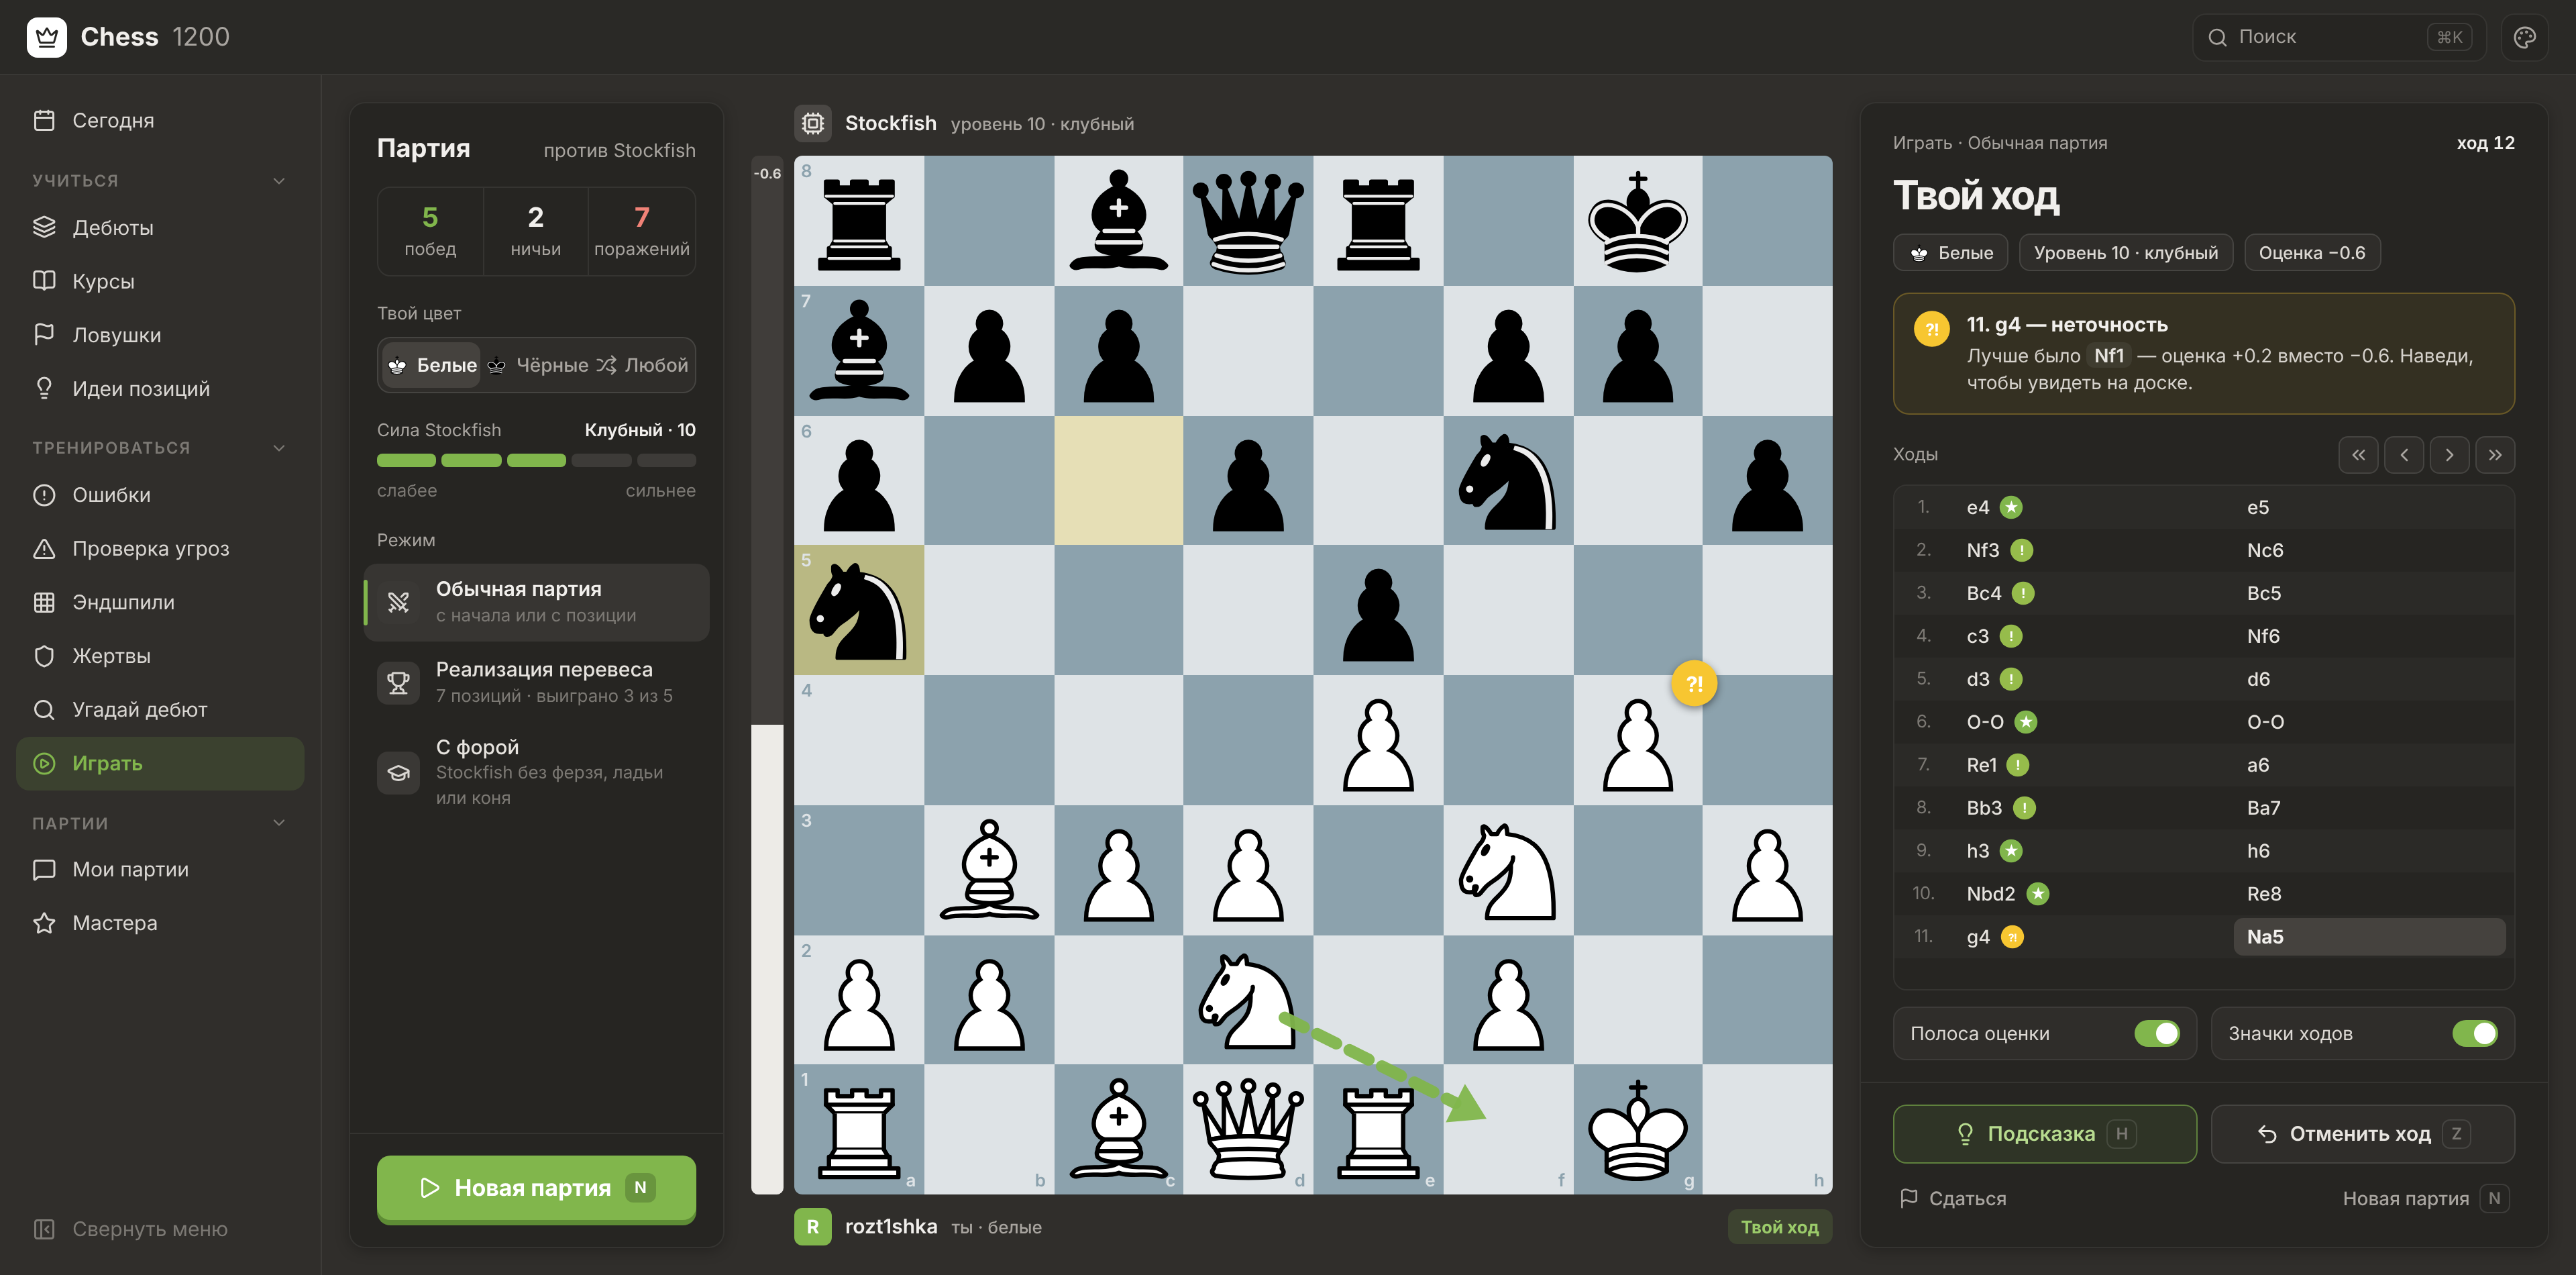 Chess 1200
Поиск ⌘K
Сегодня
УЧИТЬСЯ
Дебюты
Курсы
Ловушки
Идеи позиций
ТРЕНИРОВАТЬСЯ
Ошибки
Проверка угроз
Эндшпили
Жертвы
Угадай дебют
Играть
ПАРТИИ
Мои партии
Мастера
Свернуть меню
Партия против Stockfish
5 2 7
побед ничьи поражений
Твой цвет
Белые Чёрные Любой
Сила Stockfish Клубный · 10
слабее сильнее
Режим
Обычная партия
с начала или с позиции
Реализация перевеса
7 позиций · выиграно 3 из 5
С форой
Stockfish без ферзя, ладьи
или коня
Новая партия N
Stockfish уровень 10 · клубный
-0.6
8
7
6
5
4
?!
3
2
1
a b c d e f g h
R rozt1shka ты · белые Твой ход
Играть · Обычная партия ход 12
Твой ход
Белые Уровень 10 · клубный Оценка −0.6
?! 11. g4 — неточность
Лучше было Nf1 — оценка +0.2 вместо −0.6. Наведи,
чтобы увидеть на доске.
Ходы
1. e4 e5
2. Nf3 ! Nc6
3. Bc4 ! Bc5
4. c3 ! Nf6
5. d3 ! d6
6. O-O O-O
7. Re1 ! a6
8. Bb3 ! Ba7
9. h3 h6
10. Nbd2 Re8
11. g4 ?! Na5
Полоса оценки Значки ходов
Подсказка H Отменить ход Z
Сдаться Новая партия N